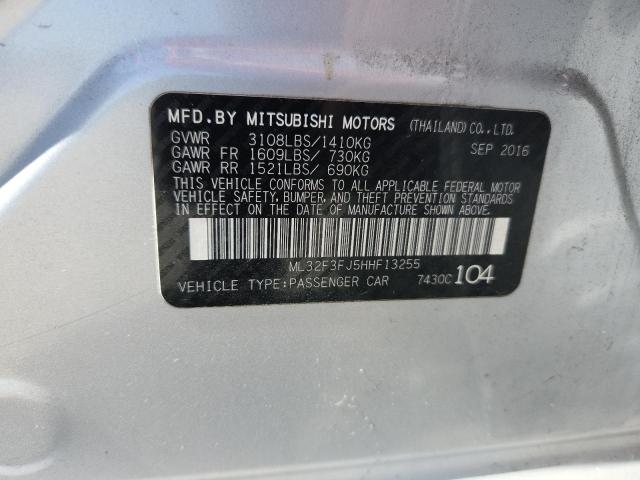 MFD.BY MITSUBISHI MOTORS (THAILAND) CO.,LTD.
GVWR 3108LBS/1410KG SEP 2016
GAWR FR 1609LBS/ 730KG
GAWR RR 1521LBS/ 690KG
THIS VEHICLE CONFORMS TO ALL APPLICABLE FEDERAL MOTOR
VEHICLE SAFETY, BUMPER, AND THEFT PREVENTION STANDARDS
IN EFFECT ON THE DATE OF MANUFACTURE SHOWN ABOVE.
ML32F3FJ5HHF13255
VEHICLE TYPE:PASSENGER CAR 7430C 104